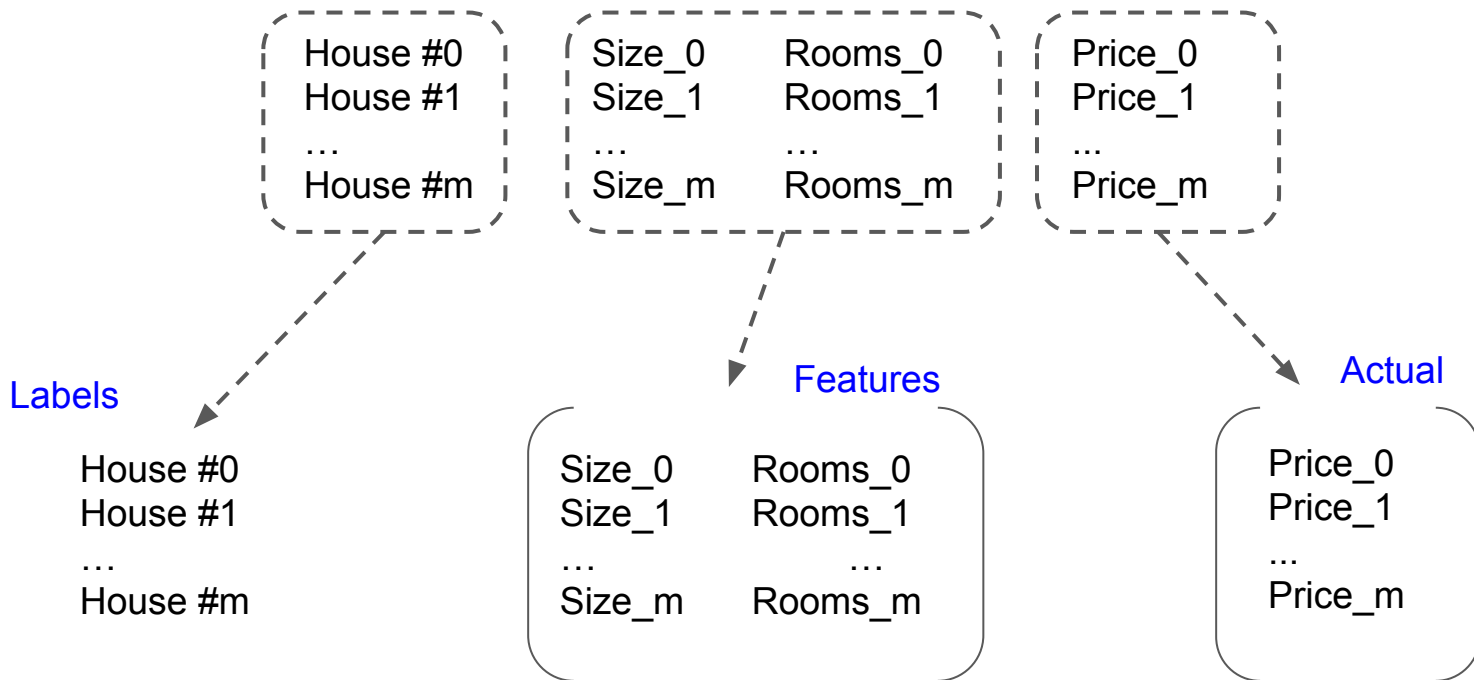 House #0 Size_0 Rooms_0 Price_0
House #1 Size_1 Rooms_1 Price_1
… … … ...
House #m Size_m Rooms_m Price_m
Labels Features Actual
House #0 Size_0 Rooms_0 Price_0
House #1 Size_1 Rooms_1 Price_1
… … … ...
House #m Size_m Rooms_m Price_m